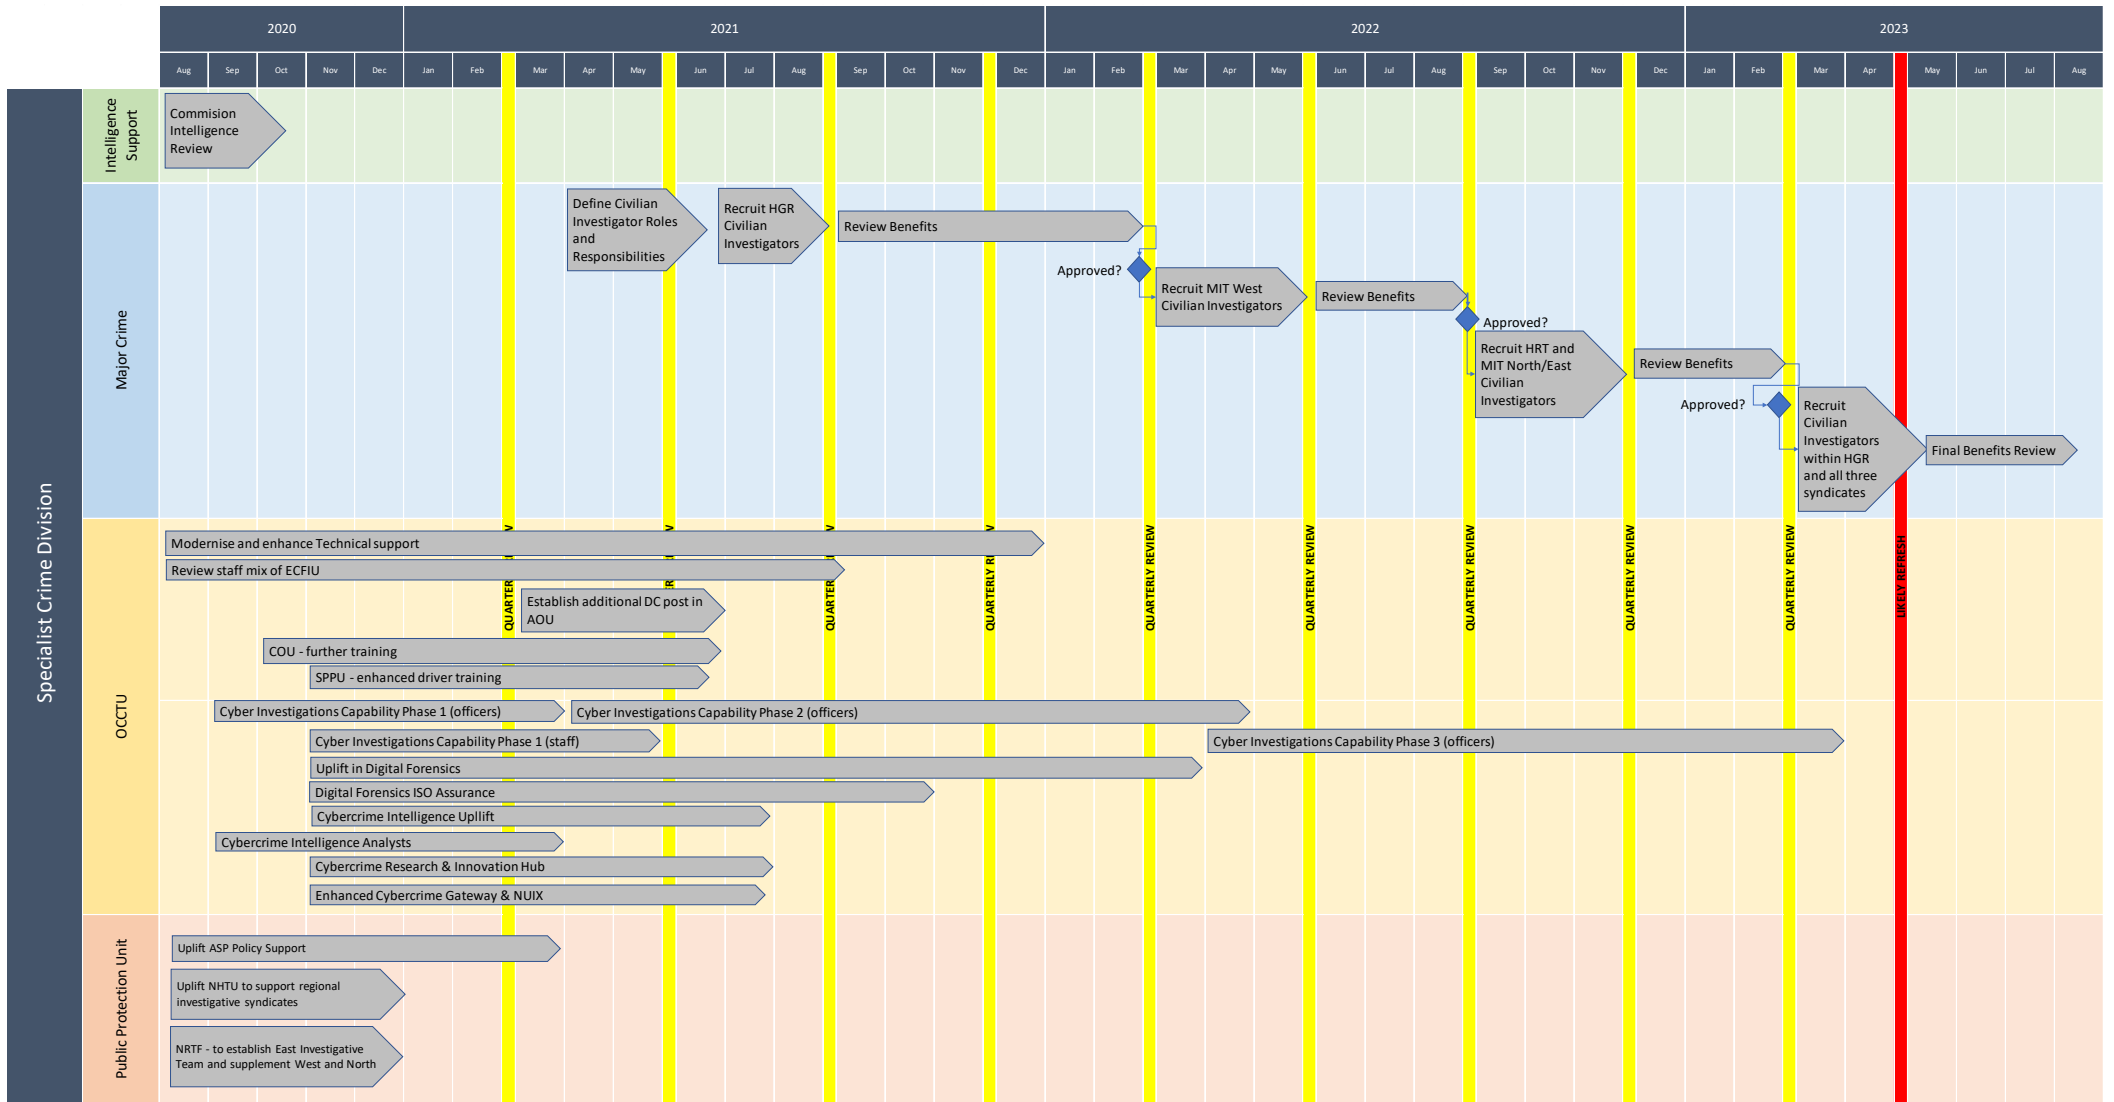 2020 2021 2022 2023
Aug Sep Oct Nov Dec Jan Feb Mar Apr May Jun Jul Aug Sep Oct Nov Dec Jan Feb Mar Apr May Jun Jul Aug Sep Oct Nov Dec Jan Feb Mar Apr May Jun Jul Aug
Specialist Crime Division
Intelligence
Support
Commision
Intelligence
Review
Major Crime
Define Civilian
Investigator Roles
and
Responsibilities
Recruit HGR
Civilian
Investigators
Review Benefits
Approved?
Recruit MIT West
Civilian Investigators
Review Benefits
Approved?
Recruit HRT and
MIT North/East
Civilian
Investigators
Review Benefits
Approved?
Recruit
Civilian
Investigators
within HGR
and all three
syndicates
Final Benefits Review
OCCTU
Modernise and enhance Technical support
Review staff mix of ECFIU
Establish additional DC post in
AOU
COU - further training
SPPU - enhanced driver training
Cyber Investigations Capability Phase 1 (officers)
Cyber Investigations Capability Phase 2 (officers)
Cyber Investigations Capability Phase 1 (staff)
Cyber Investigations Capability Phase 3 (officers)
Uplift in Digital Forensics
Digital Forensics ISO Assurance
Cybercrime Intelligence Upllift
Cybercrime Intelligence Analysts
Cybercrime Research & Innovation Hub
Enhanced Cybercrime Gateway & NUIX
QUARTERLY REVIEW
QUARTERLY REVIEW
QUARTERLY REVIEW
QUARTERLY REVIEW
QUARTERLY REVIEW
LIKELY REFRESH
Public Protection Unit
Uplift ASP Policy Support
Uplift NHTU to support regional
investigative syndicates
NRTF - to establish East Investigative
Team and supplement West and North